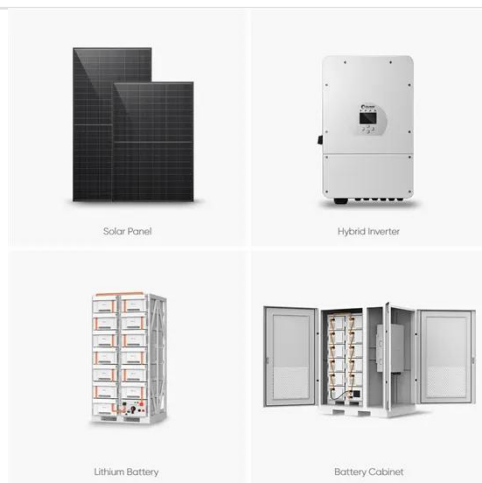 Solar Panel
Hybrid Inverter
Lithium Battery
Battery Cabinet